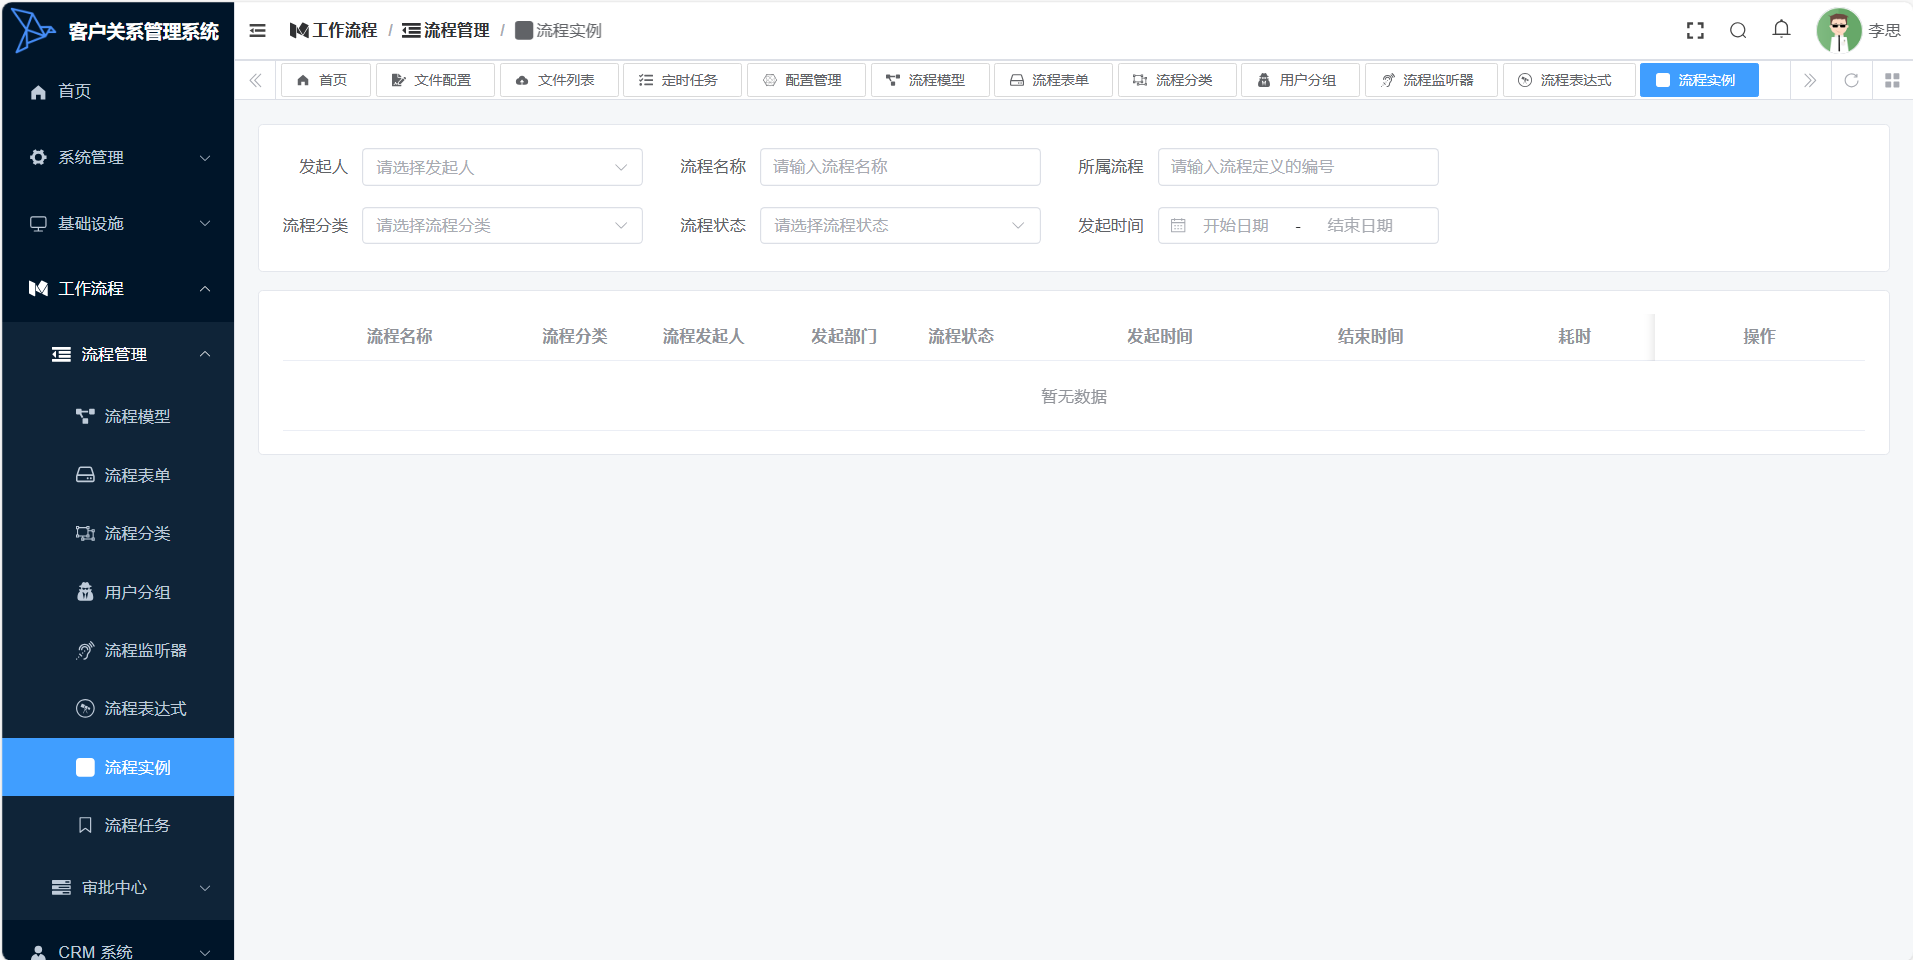 客户关系管理系统
工作流程 / 流程管理 / 流程实例
李思
首页
文件配置
文件列表
定时任务
配置管理
流程模型
流程表单
流程分类
用户分组
流程监听器
流程表达式
流程实例
首页
系统管理
基础设施
工作流程
流程管理
流程模型
流程表单
流程分类
用户分组
流程监听器
流程表达式
流程实例
流程任务
审批中心
CRM 系统
发起人 请选择发起人 流程名称 请输入流程名称 所属流程 请输入流程定义的编号
流程分类 请选择流程分类 流程状态 请选择流程状态 发起时间 开始日期 - 结束日期
流程名称 流程分类 流程发起人 发起部门 流程状态 发起时间 结束时间 耗时 操作
暂无数据